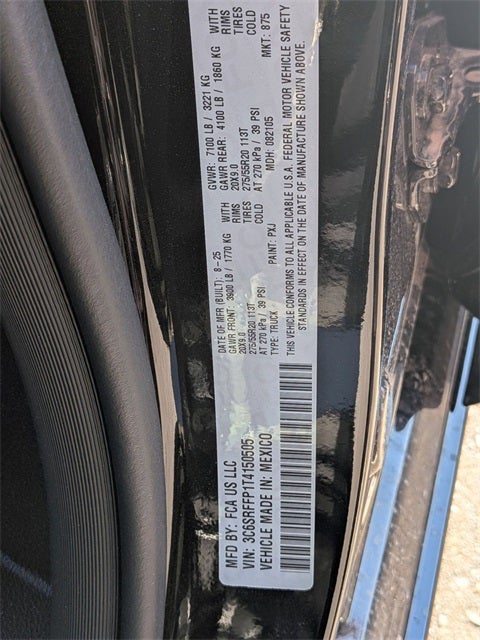 MFD BY: FCA US LLC
DATE OF MFR (BUILT): 8-25
GVWR: 7100 LB / 3221 KG
GAWR FRONT: 3900 LB / 1770 KG WITH
GAWR REAR: 4100 LB / 1860 KG WITH
20X9.0 RIMS
20X9.0 RIMS
275/55R20 113T TIRES
275/55R20 113T TIRES
AT 270 kPa / 39 PSI COLD
AT 270 kPa / 39 PSI COLD
VIN: 3C6SRFFP1T4150505
TYPE: TRUCK
PAINT: PXJ
MDH: 082105
MKT: 875
VEHICLE MADE IN: MEXICO
THIS VEHICLE CONFORMS TO ALL APPLICABLE U.S.A. FEDERAL MOTOR VEHICLE SAFETY
STANDARDS IN EFFECT ON THE DATE OF MANUFACTURE SHOWN ABOVE.